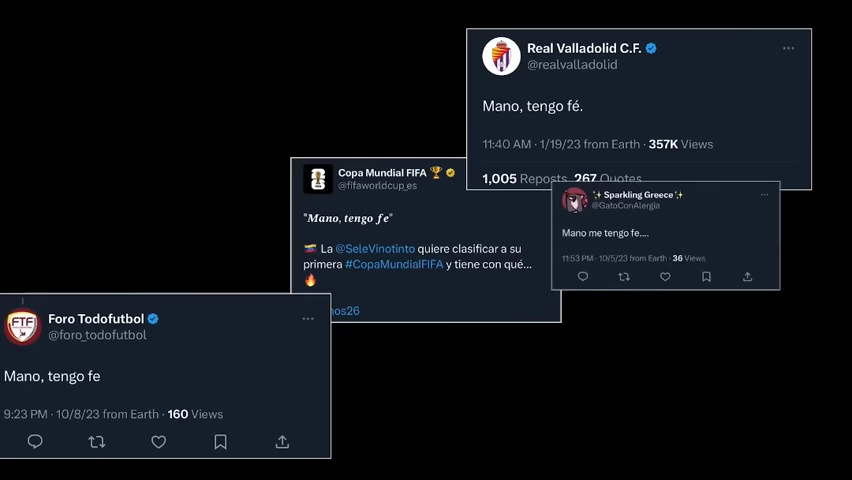 Real Valladolid C.F.
@realvalladolid
Mano, tengo fé.
11:40 AM · 1/19/23 from Earth · 357K Views
1,005 Reposts 267 Quotes
Copa Mundial FIFA 🏆
@fifaworldcup_es
"Mano, tengo fe"
🇻🇪 La @SeleVinotinto quiere clasificar a su
primera #CopaMundialFIFA y tiene con qué...
🔥
nos26
✨Sparkling Greece✨
@GatoConAlergia
Mano me tengo fe....
11:53 PM · 10/5/23 from Earth · 36 Views
FTF
Foro Todofutbol
@foro_todofutbol
Mano, tengo fe
9:23 PM · 10/8/23 from Earth · 160 Views